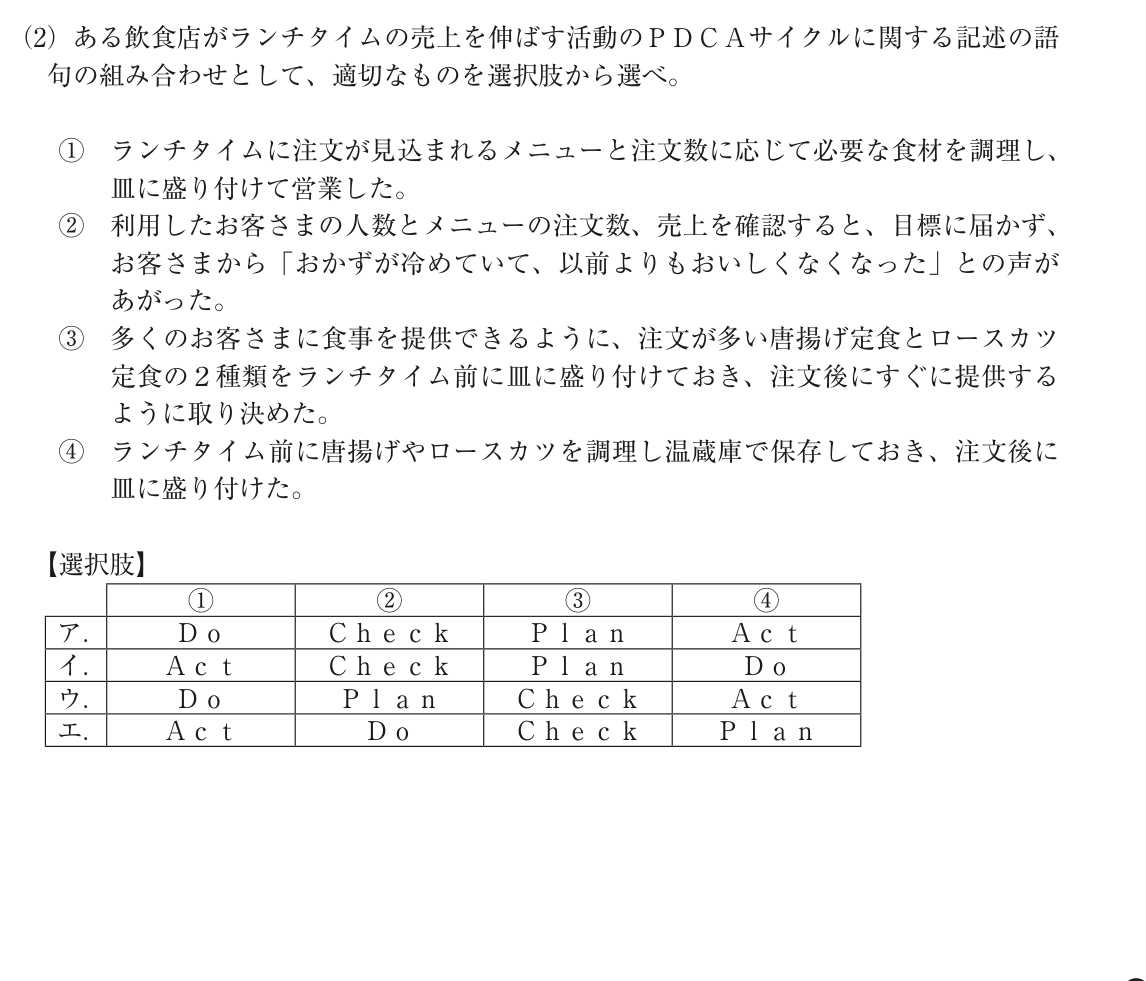 (2) ある飲食店がランチタイムの売上を伸ばす活動のＰＤＣＡサイクルに関する記述の語
句の組み合わせとして、適切なものを選択肢から選べ。
① ランチタイムに注文が見込まれるメニューと注文数に応じて必要な食材を調理し、
皿に盛り付けて営業した。
② 利用したお客さまの人数とメニューの注文数、売上を確認すると、目標に届かず、
お客さまから「おかずが冷めていて、以前よりもおいしくなくなった」との声が
あがった。
③ 多くのお客さまに食事を提供できるように、注文が多い唐揚げ定食とロースカツ
定食の２種類をランチタイム前に皿に盛り付けておき、注文後にすぐに提供する
ように取り決めた。
④ ランチタイム前に唐揚げやロースカツを調理し温蔵庫で保存しておき、注文後に
皿に盛り付けた。
【選択肢】
① ② ③ ④
ア． Ｄｏ Ｃｈｅｃｋ Ｐｌａｎ Ａｃｔ
イ． Ａｃｔ Ｃｈｅｃｋ Ｐｌａｎ Ｄｏ
ウ． Ｄｏ Ｐｌａｎ Ｃｈｅｃｋ Ａｃｔ
エ． Ａｃｔ Ｄｏ Ｃｈｅｃｋ Ｐｌａｎ